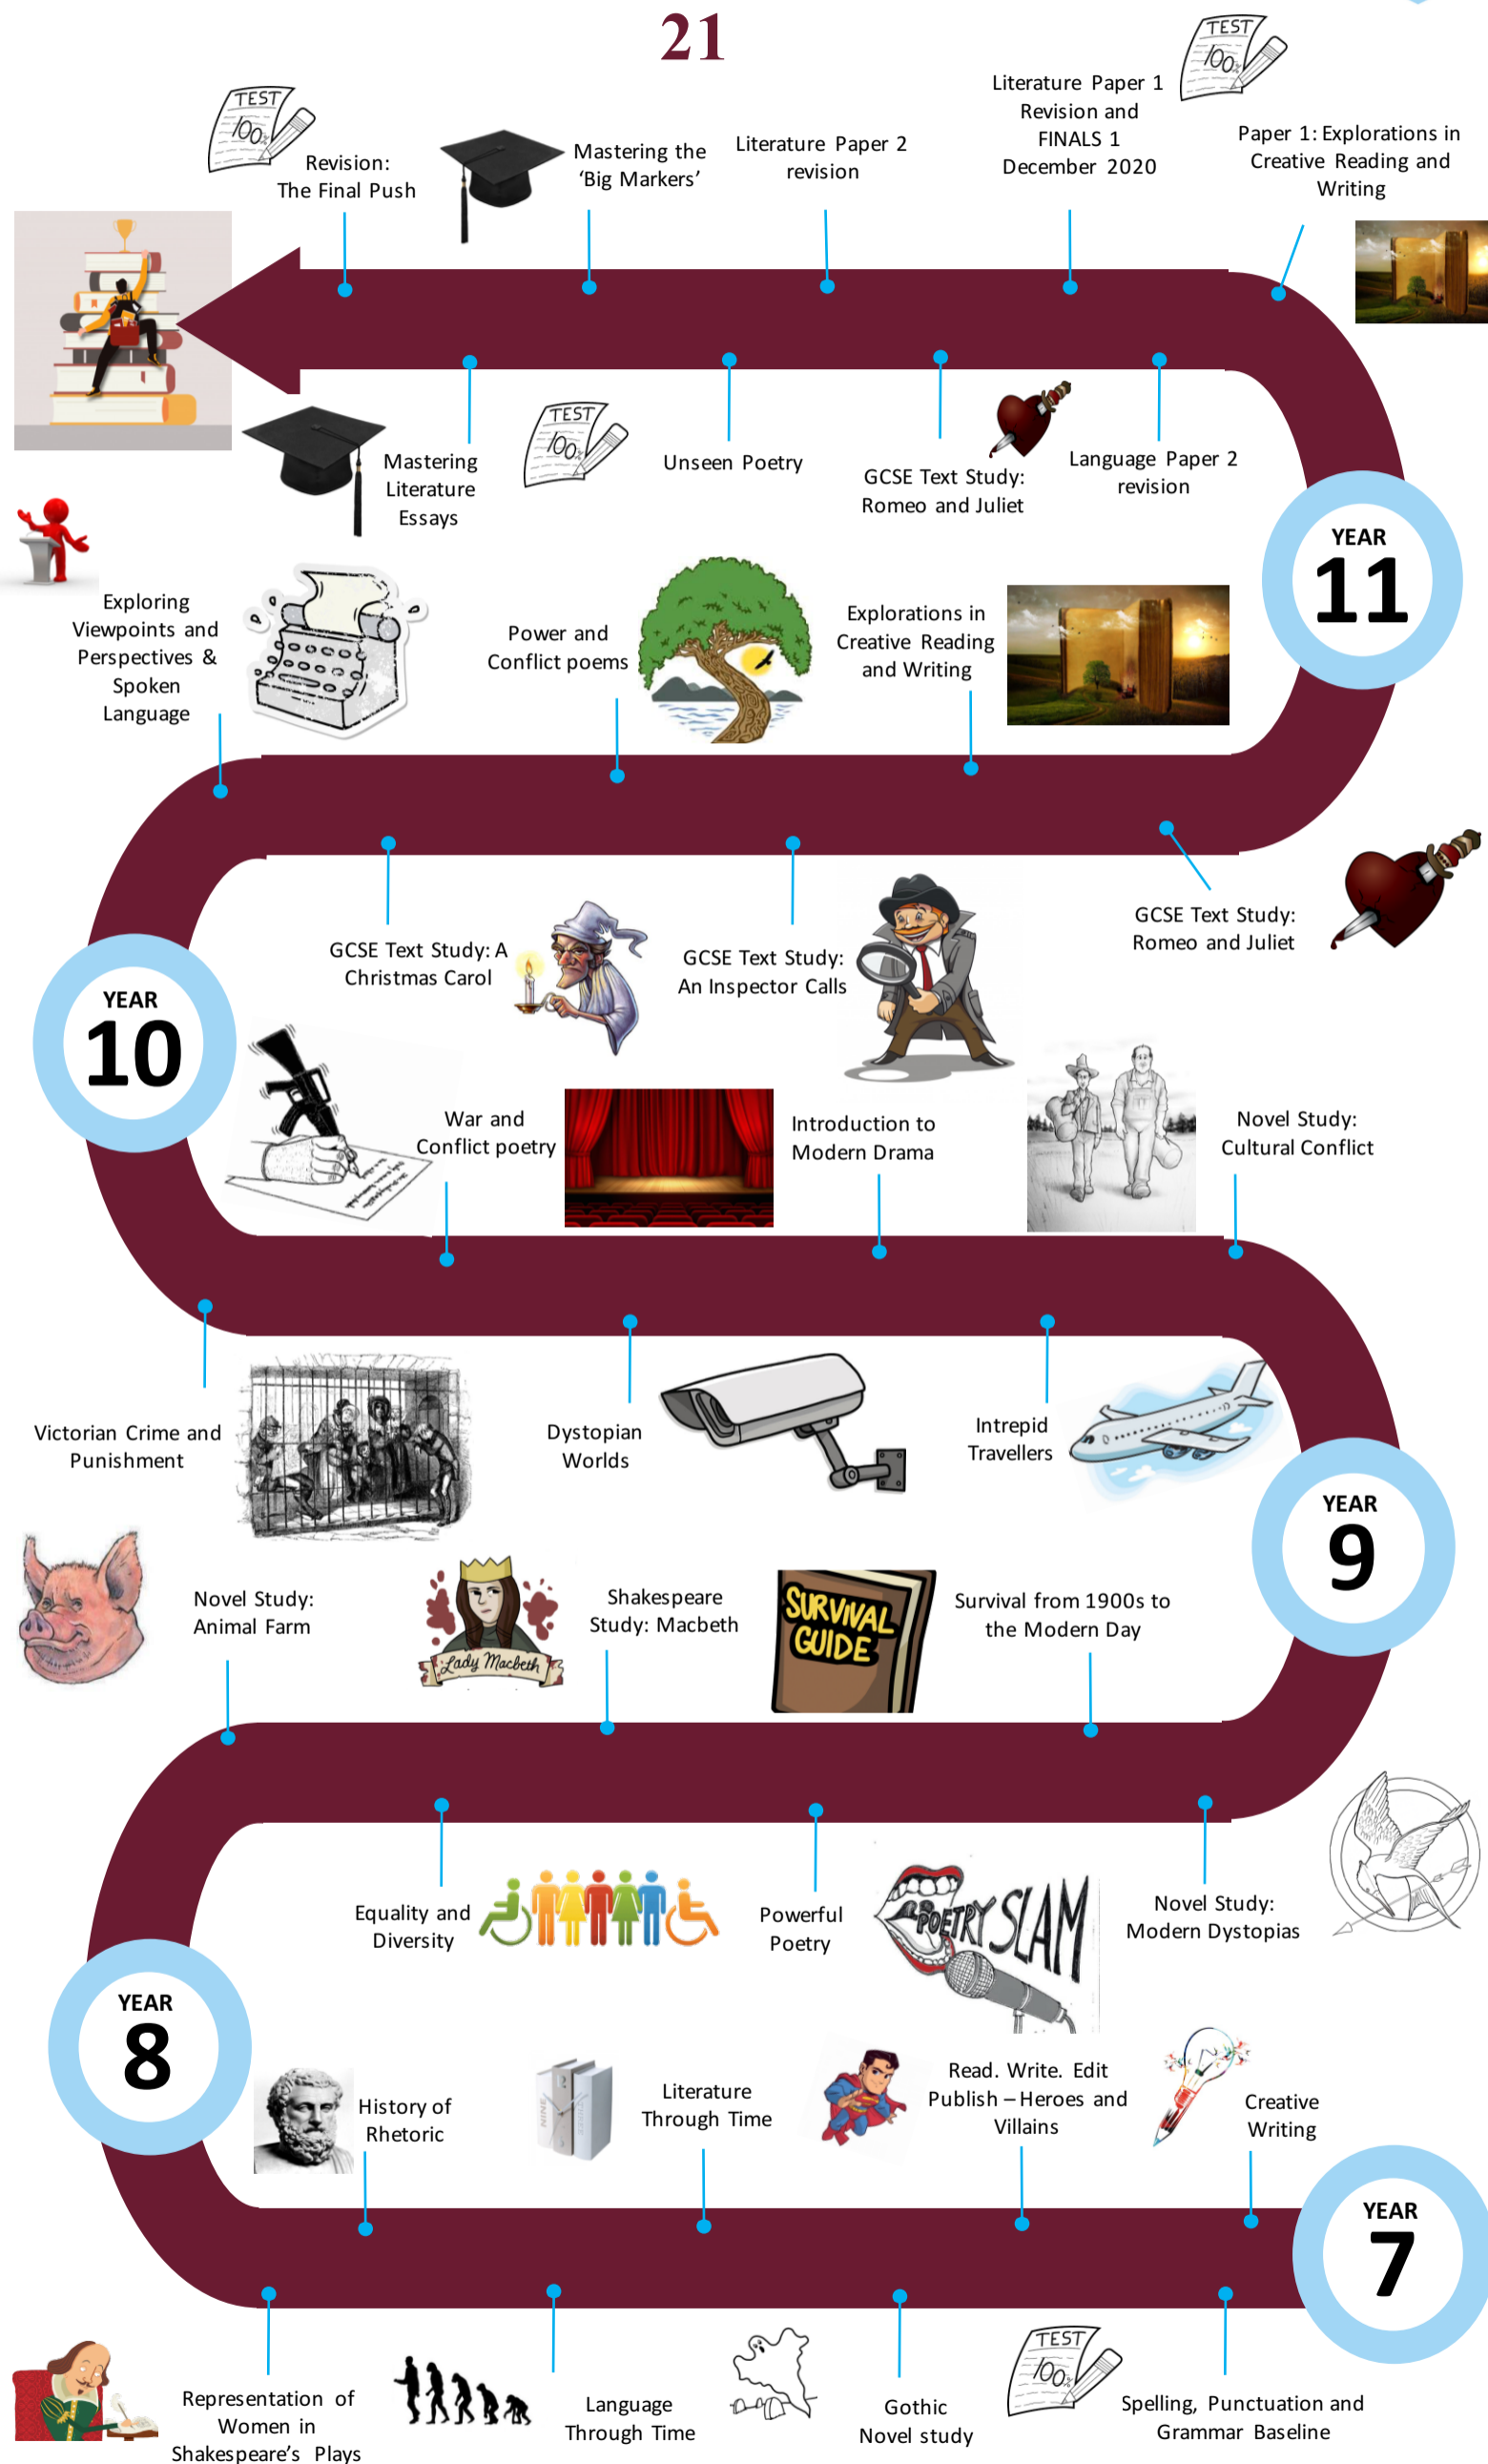 21
TEST
100%
Literature Paper 1
Revision and
FINALS 1
December 2020
TEST
100%
Paper 1: Explorations in
Creative Reading and
Writing
Revision:
The Final Push
Mastering the
‘Big Markers’
Literature Paper 2
revision
Mastering
Literature
Essays
TEST
100%
Unseen Poetry
GCSE Text Study:
Romeo and Juliet
Language Paper 2
revision
YEAR
11
Exploring
Viewpoints and
Perspectives &
Spoken
Language
Power and
Conflict poems
Explorations in
Creative Reading
and Writing
GCSE Text Study: A
Christmas Carol
GCSE Text Study:
An Inspector Calls
GCSE Text Study:
Romeo and Juliet
YEAR
10
War and
Conflict poetry
Introduction to
Modern Drama
Novel Study:
Cultural Conflict
Victorian Crime and
Punishment
Dystopian
Worlds
Intrepid
Travellers
YEAR
9
Novel Study:
Animal Farm
Lady Macbeth
Shakespeare
Study: Macbeth
SURVIVAL
GUIDE
Survival from 1900s to
the Modern Day
Equality and
Diversity
Powerful
Poetry
POETRY SLAM
Novel Study:
Modern Dystopias
YEAR
8
History of
Rhetoric
Literature
Through Time
Read. Write. Edit
Publish – Heroes and
Villains
Creative
Writing
YEAR
7
Representation of
Women in
Shakespeare’s Plays
Language
Through Time
Gothic
Novel study
TEST
100%
Spelling, Punctuation and
Grammar Baseline